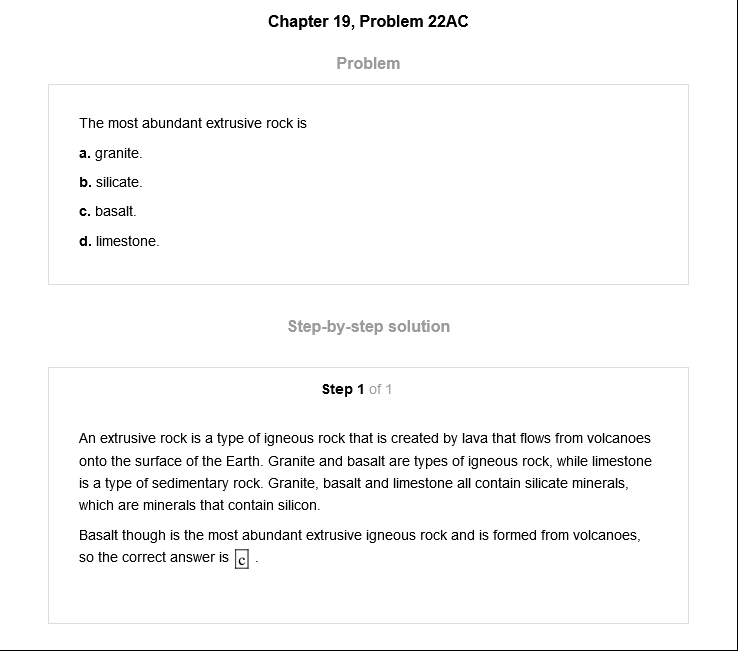 Chapter 19, Problem 22AC
Problem
The most abundant extrusive rock is
a. granite.
b. silicate.
c. basalt.
d. limestone.
Step-by-step solution
Step 1 of 1
An extrusive rock is a type of igneous rock that is created by lava that flows from volcanoes
onto the surface of the Earth. Granite and basalt are types of igneous rock, while limestone
is a type of sedimentary rock. Granite, basalt and limestone all contain silicate minerals,
which are minerals that contain silicon.
Basalt though is the most abundant extrusive igneous rock and is formed from volcanoes,
so the correct answer is c .